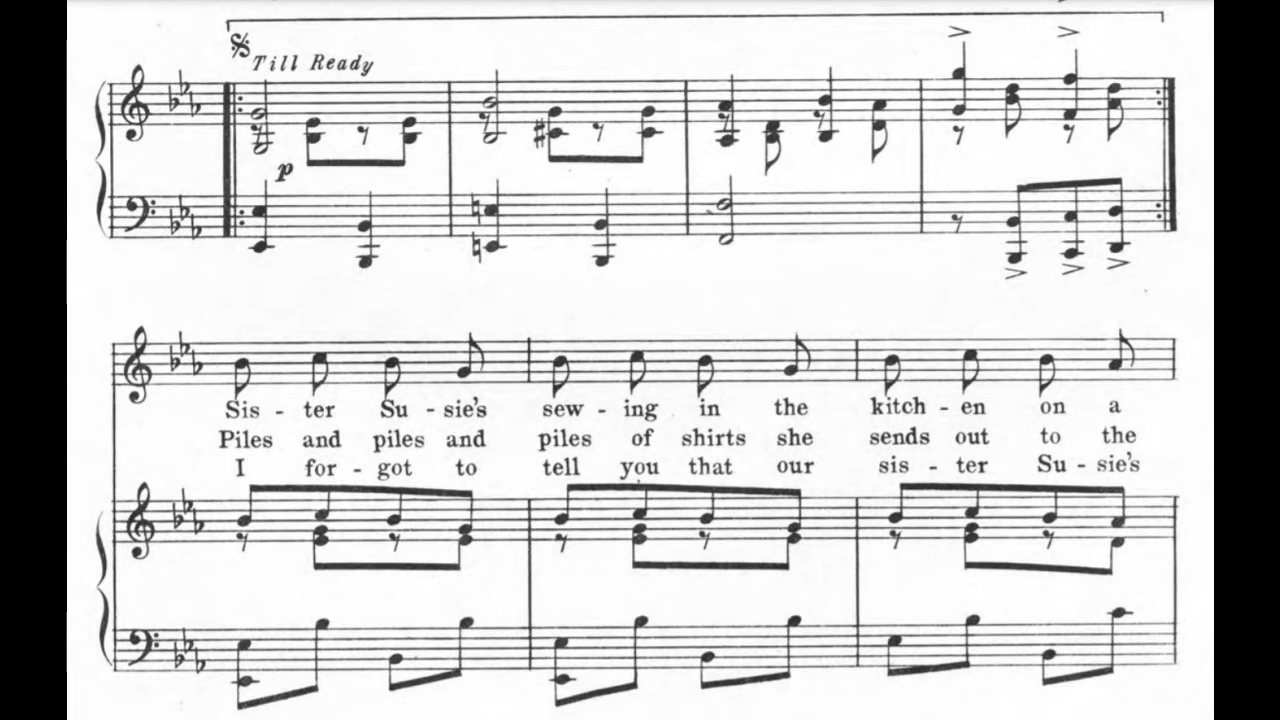 Till Ready
p
Sis - ter Su - sie's sew - ing in the kitch - en on a
Piles and piles and piles of shirts she sends out to the
I for - got to tell you that our sis - ter Su - sie's